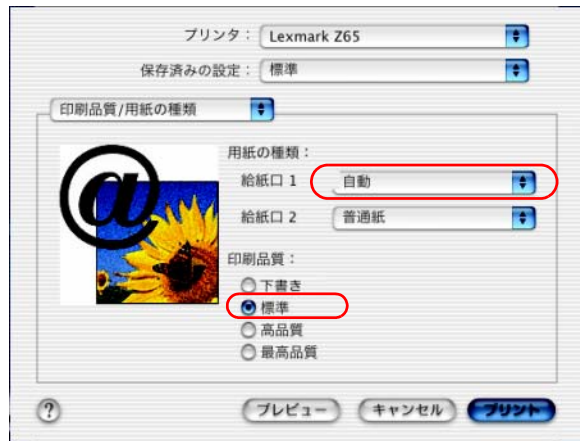 プリンタ： Lexmark Z65
保存済みの設定： 標準
印刷品質/用紙の種類
用紙の種類：
給紙口 1 自動
給紙口 2 普通紙
印刷品質：
下書き
標準
高品質
最高品質
? プレビュー キャンセル プリント